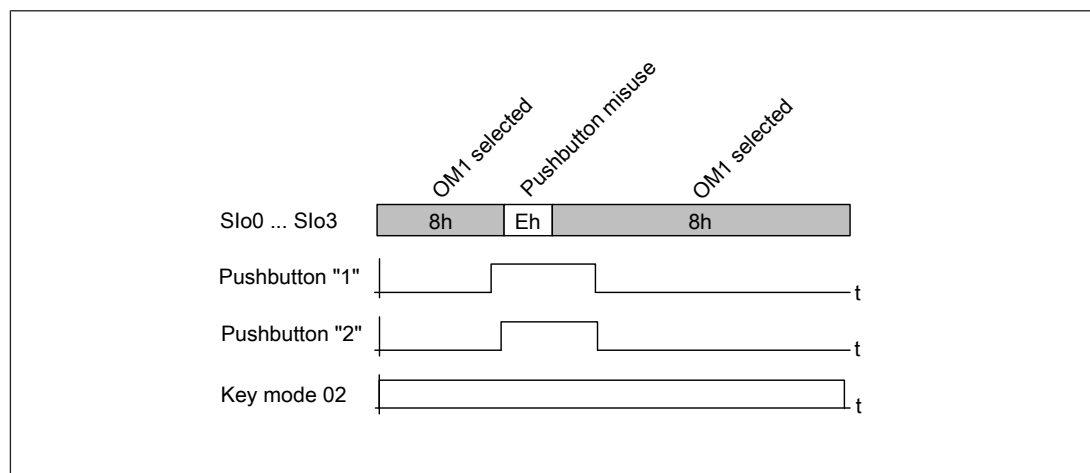 OM1 selected
Pushbutton misuse
OM1 selected
SIo0 ... SIo3
8h
Eh
8h
Pushbutton "1"
t
Pushbutton "2"
t
Key mode 02
t